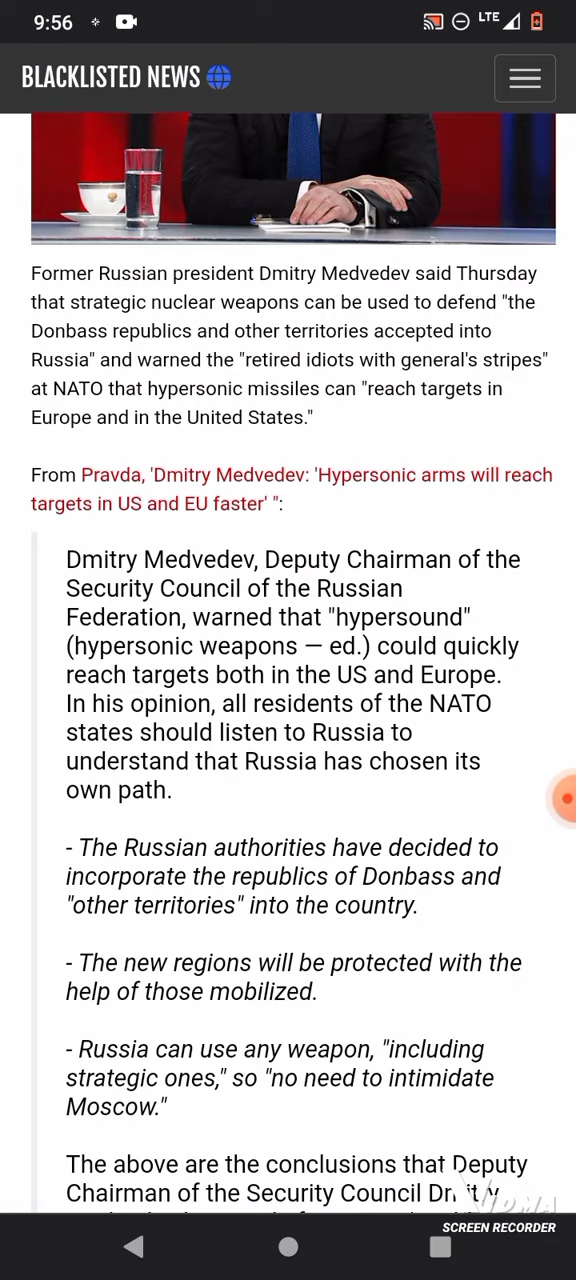 9:56
LTE
BLACKLISTED NEWS
Former Russian president Dmitry Medvedev said Thursday
that strategic nuclear weapons can be used to defend "the
Donbass republics and other territories accepted into
Russia" and warned the "retired idiots with general's stripes"
at NATO that hypersonic missiles can "reach targets in
Europe and in the United States."
From Pravda, 'Dmitry Medvedev: 'Hypersonic arms will reach
targets in US and EU faster' ":
Dmitry Medvedev, Deputy Chairman of the
Security Council of the Russian
Federation, warned that "hypersound"
(hypersonic weapons — ed.) could quickly
reach targets both in the US and Europe.
In his opinion, all residents of the NATO
states should listen to Russia to
understand that Russia has chosen its
own path.
- The Russian authorities have decided to
incorporate the republics of Donbass and
"other territories" into the country.
- The new regions will be protected with the
help of those mobilized.
- Russia can use any weapon, "including
strategic ones," so "no need to intimidate
Moscow."
The above are the conclusions that Deputy
Chairman of the Security Council Dmitry
VIDMA
SCREEN RECORDER